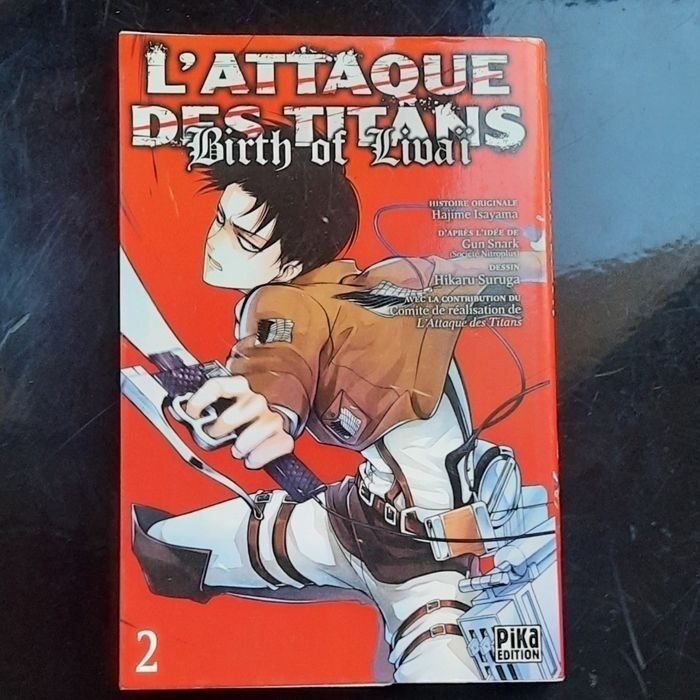 L'ATTAQUE
DES TITANS
Birth of Livaï
HISTOIRE ORIGINALE
Hajime Isayama
D'APRÈS L'IDÉE DE
Gun Snark
(Société Nitroplus)
DESSIN
Hikaru Suruga
AVEC LA CONTRIBUTION DU
Comité de réalisation de
L'Attaque des Titans
2
PiKA
EDITION